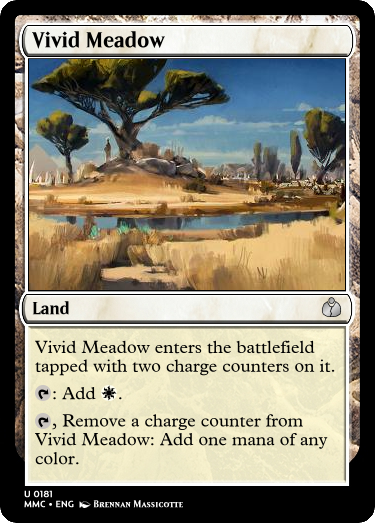 Vivid Meadow
Land
Vivid Meadow enters the battlefield
tapped with two charge counters on it.
: Add .
, Remove a charge counter from
Vivid Meadow: Add one mana of any
color.
U 0181
MMC • ENG Brennan Massicotte